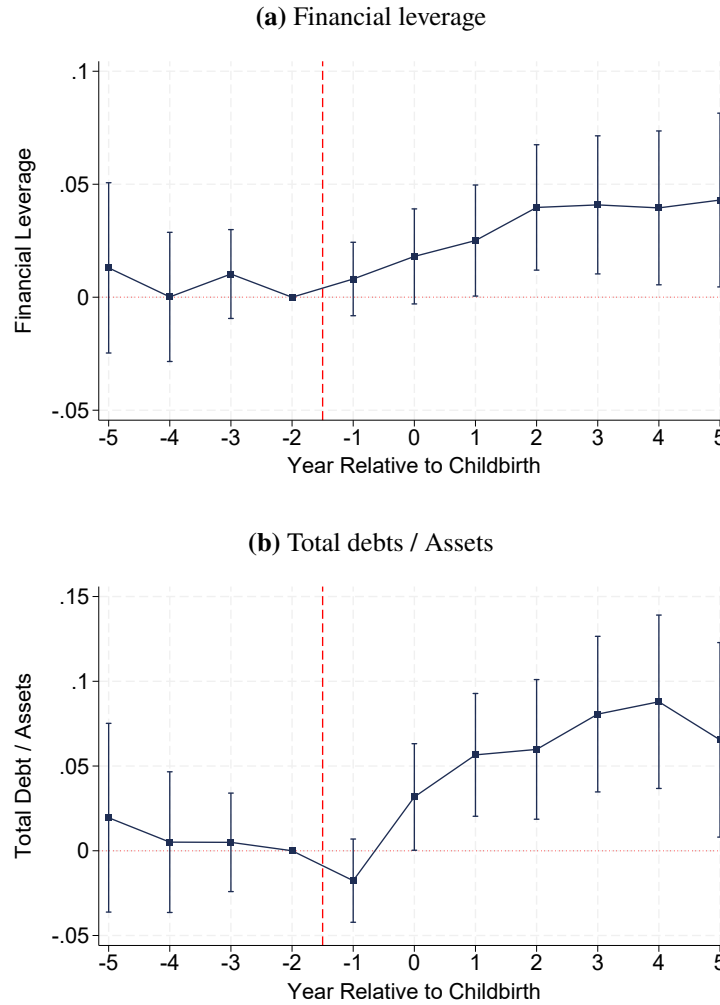 (a) Financial leverage
.1
.05
0
-.05
Financial Leverage
-5 -4 -3 -2 -1 0 1 2 3 4 5
Year Relative to Childbirth
(b) Total debts / Assets
.15
.1
.05
0
-.05
Total Debt / Assets
-5 -4 -3 -2 -1 0 1 2 3 4 5
Year Relative to Childbirth